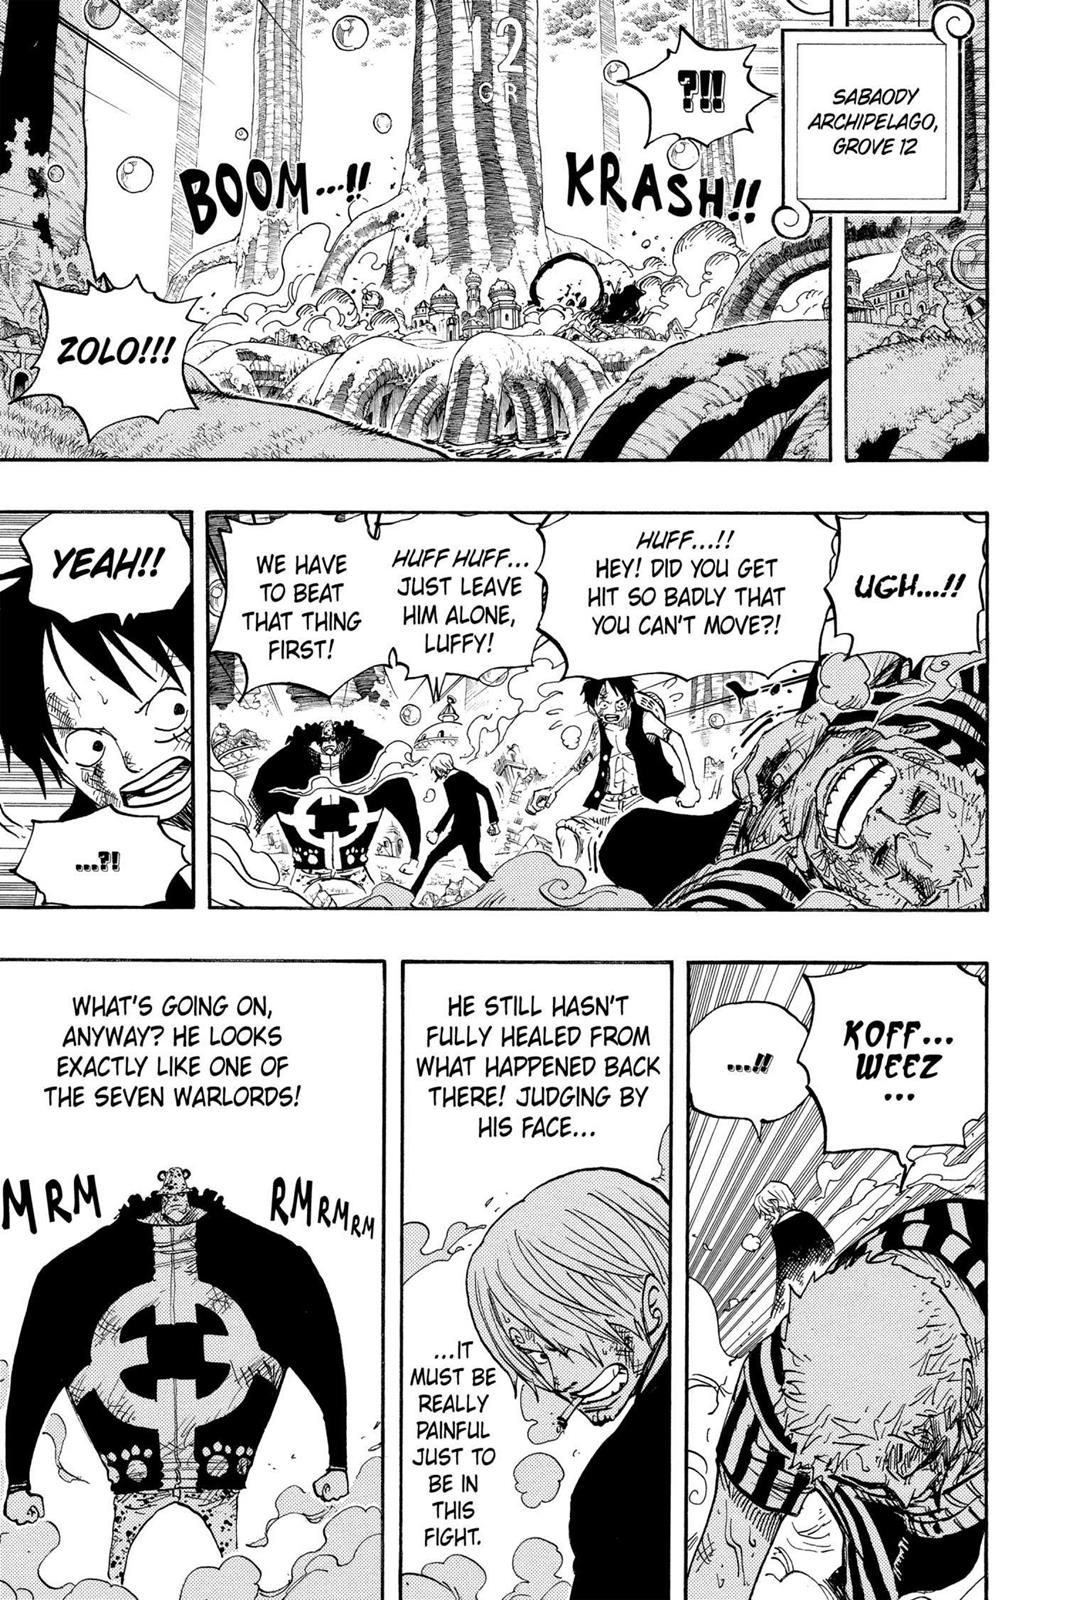 SABAODY
ARCHIPELAGO,
GROVE 12
?!!
12
GR
KRASH!!
BOOM...!!
ZOLO!!!
UGH...!!
HUFF...!!
HEY! DID YOU GET
HIT SO BADLY THAT
YOU CAN'T MOVE?!
HUFF HUFF...
JUST LEAVE
HIM ALONE,
LUFFY!
WE HAVE
TO BEAT
THAT THING
FIRST!
YEAH!!
...?!
KOFF...
WEEZ
...
...!!
HE STILL HASN'T
FULLY HEALED FROM
WHAT HAPPENED BACK
THERE! JUDGING BY
HIS FACE...
...IT
MUST BE
REALLY
PAINFUL
JUST TO
BE IN
THIS
FIGHT.
WHAT'S GOING ON,
ANYWAY? HE LOOKS
EXACTLY LIKE ONE OF
THE SEVEN WARLORDS!
RMRMRM
MRM